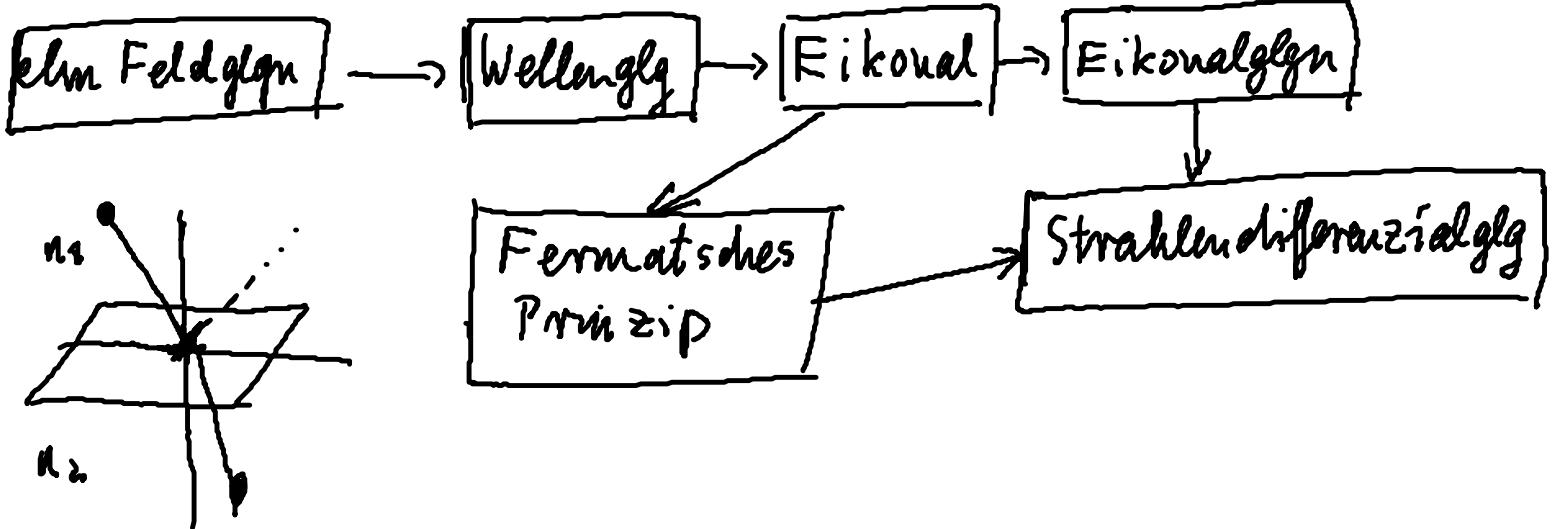 elm Feldglgn
Wellenglg
Eikonal
Eikonalglgn
Fermatsches
Prinzip
Strahlendifferenzialglg
n1
n2